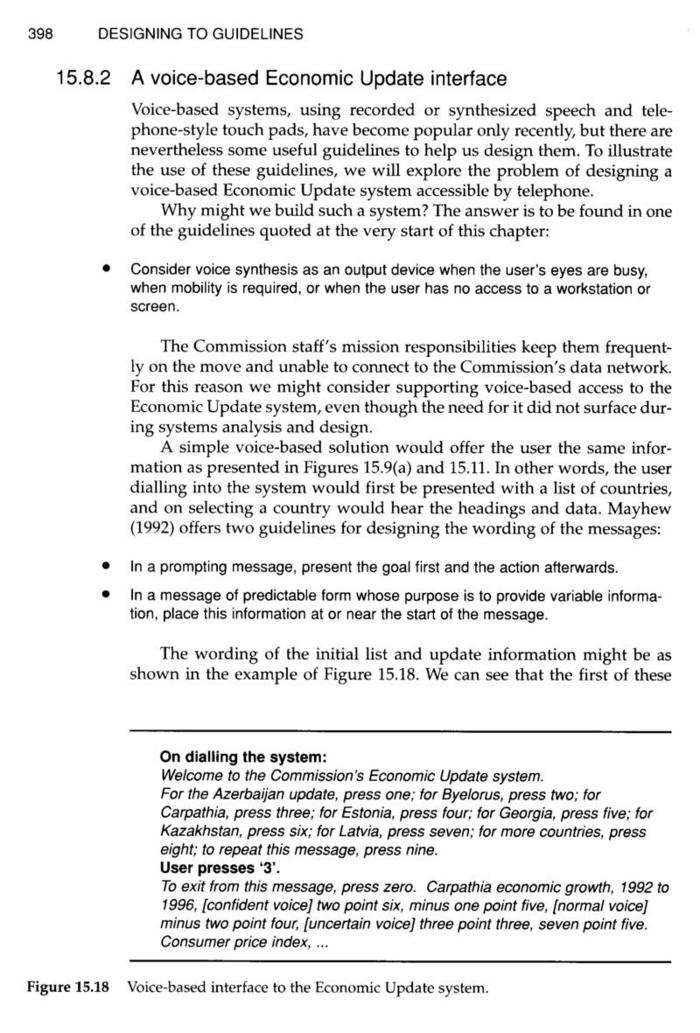 398 DESIGNING TO GUIDELINES
15.8.2 A voice-based Economic Update interface
Voice-based systems, using recorded or synthesized speech and tele-
phone-style touch pads, have become popular only recently, but there are
nevertheless some useful guidelines to help us design them. To illustrate
the use of these guidelines, we will explore the problem of designing a
voice-based Economic Update system accessible by telephone.
Why might we build such a system? The answer is to be found in one
of the guidelines quoted at the very start of this chapter:
• Consider voice synthesis as an output device when the user's eyes are busy,
when mobility is required, or when the user has no access to a workstation or
screen.
The Commission staff's mission responsibilities keep them frequent-
ly on the move and unable to connect to the Commission's data network.
For this reason we might consider supporting voice-based access to the
Economic Update system, even though the need for it did not surface dur-
ing systems analysis and design.
A simple voice-based solution would offer the user the same infor-
mation as presented in Figures 15.9(a) and 15.11. In other words, the user
dialling into the system would first be presented with a list of countries,
and on selecting a country would hear the headings and data. Mayhew
(1992) offers two guidelines for designing the wording of the messages:
• In a prompting message, present the goal first and the action afterwards.
• In a message of predictable form whose purpose is to provide variable informa-
tion, place this information at or near the start of the message.
The wording of the initial list and update information might be as
shown in the example of Figure 15.18. We can see that the first of these
On dialling the system:
Welcome to the Commission's Economic Update system.
For the Azerbaijan update, press one; for Byelorus, press two; for
Carpathia, press three; for Estonia, press four; for Georgia, press five; for
Kazakhstan, press six; for Latvia, press seven; for more countries, press
eight; to repeat this message, press nine.
User presses '3'.
To exit from this message, press zero. Carpathia economic growth, 1992 to
1996, [confident voice] two point six, minus one point five, [normal voice]
minus two point four, [uncertain voice] three point three, seven point five.
Consumer price index, ...
Figure 15.18 Voice-based interface to the Economic Update system.